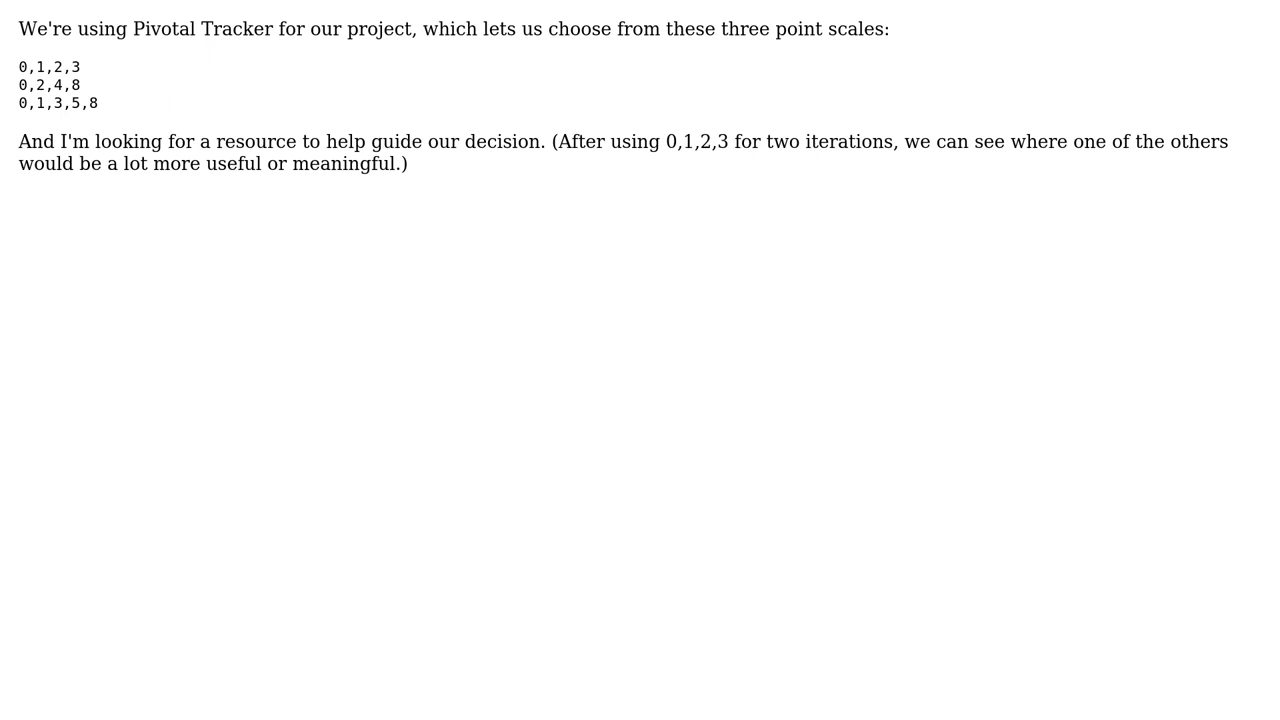 We're using Pivotal Tracker for our project, which lets us choose from these three point scales:
0,1,2,3
0,2,4,8
0,1,3,5,8
And I'm looking for a resource to help guide our decision. (After using 0,1,2,3 for two iterations, we can see where one of the others
would be a lot more useful or meaningful.)